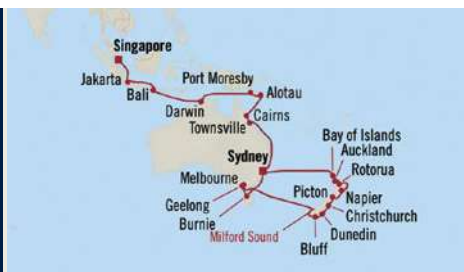 Singapore
Jakarta
Bali
Port Moresby
Alotau
Darwin
Cairns
Townsville
Bay of Islands
Auckland
Sydney
Rotorua
Melbourne
Picton
Napier
Geelong
Christchurch
Burnie
Milford Sound
Dunedin
Bluff